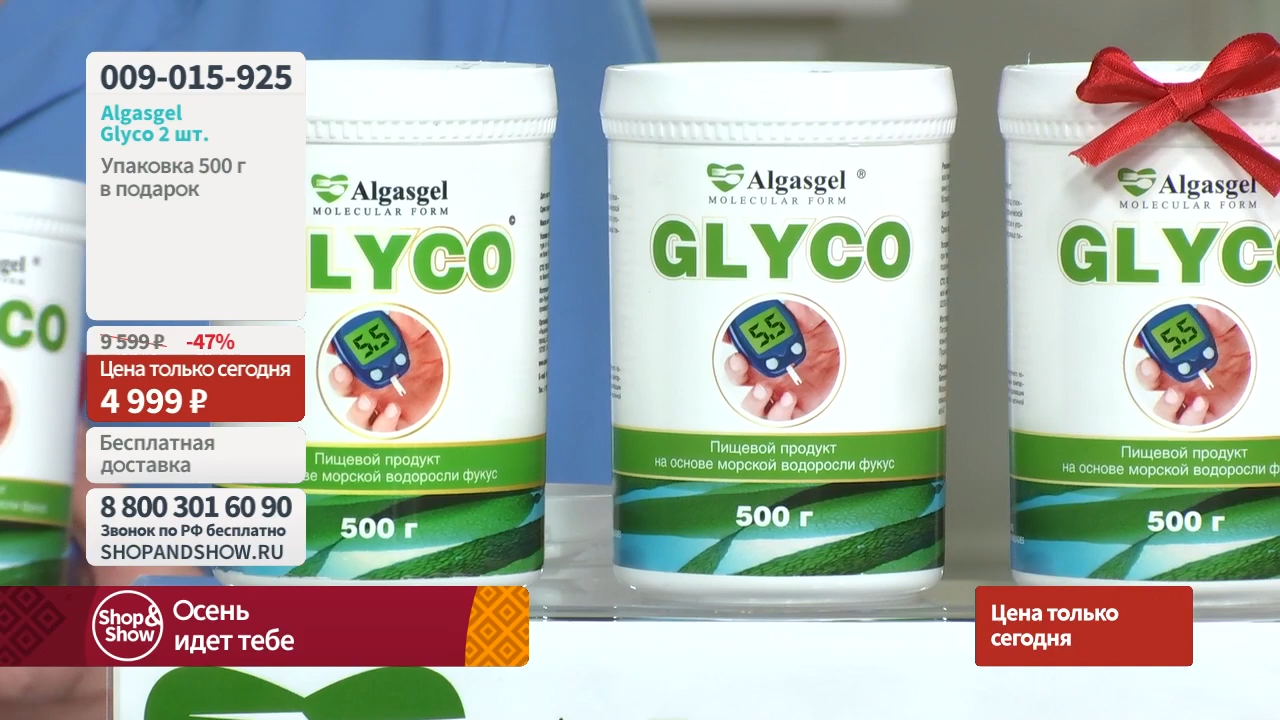 009-015-925
Algasgel
Glyco 2 шт.
Упаковка 500 г
в подарок
9 599 ₽ -47%
Цена только сегодня
4 999 ₽
Бесплатная
доставка
8 800 301 60 90
Звонок по РФ бесплатно
SHOPANDSHOW.RU
Shop&
Show
Осень
идет тебе
Цена только
сегодня
gel ®
CO
Algasgel
MOLECULAR FORM
LYCO
5.5
Пищевой продукт
ве морской водоросли фукус
500 г
Algasgel ®
MOLECULAR FORM
GLYCO
5.5
Пищевой продукт
на основе морской водоросли фукус
500 г
Algasgel
MOLECULAR FORM
GLYC
5.5
Пищевой продукт
на основе морской водоросли ф
500 г